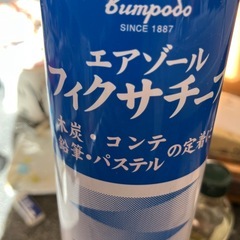 Bumpodo
SINCE 1887
エアゾール
フィクサチーフ
木炭・コンテ
鉛筆・パステル の定着に